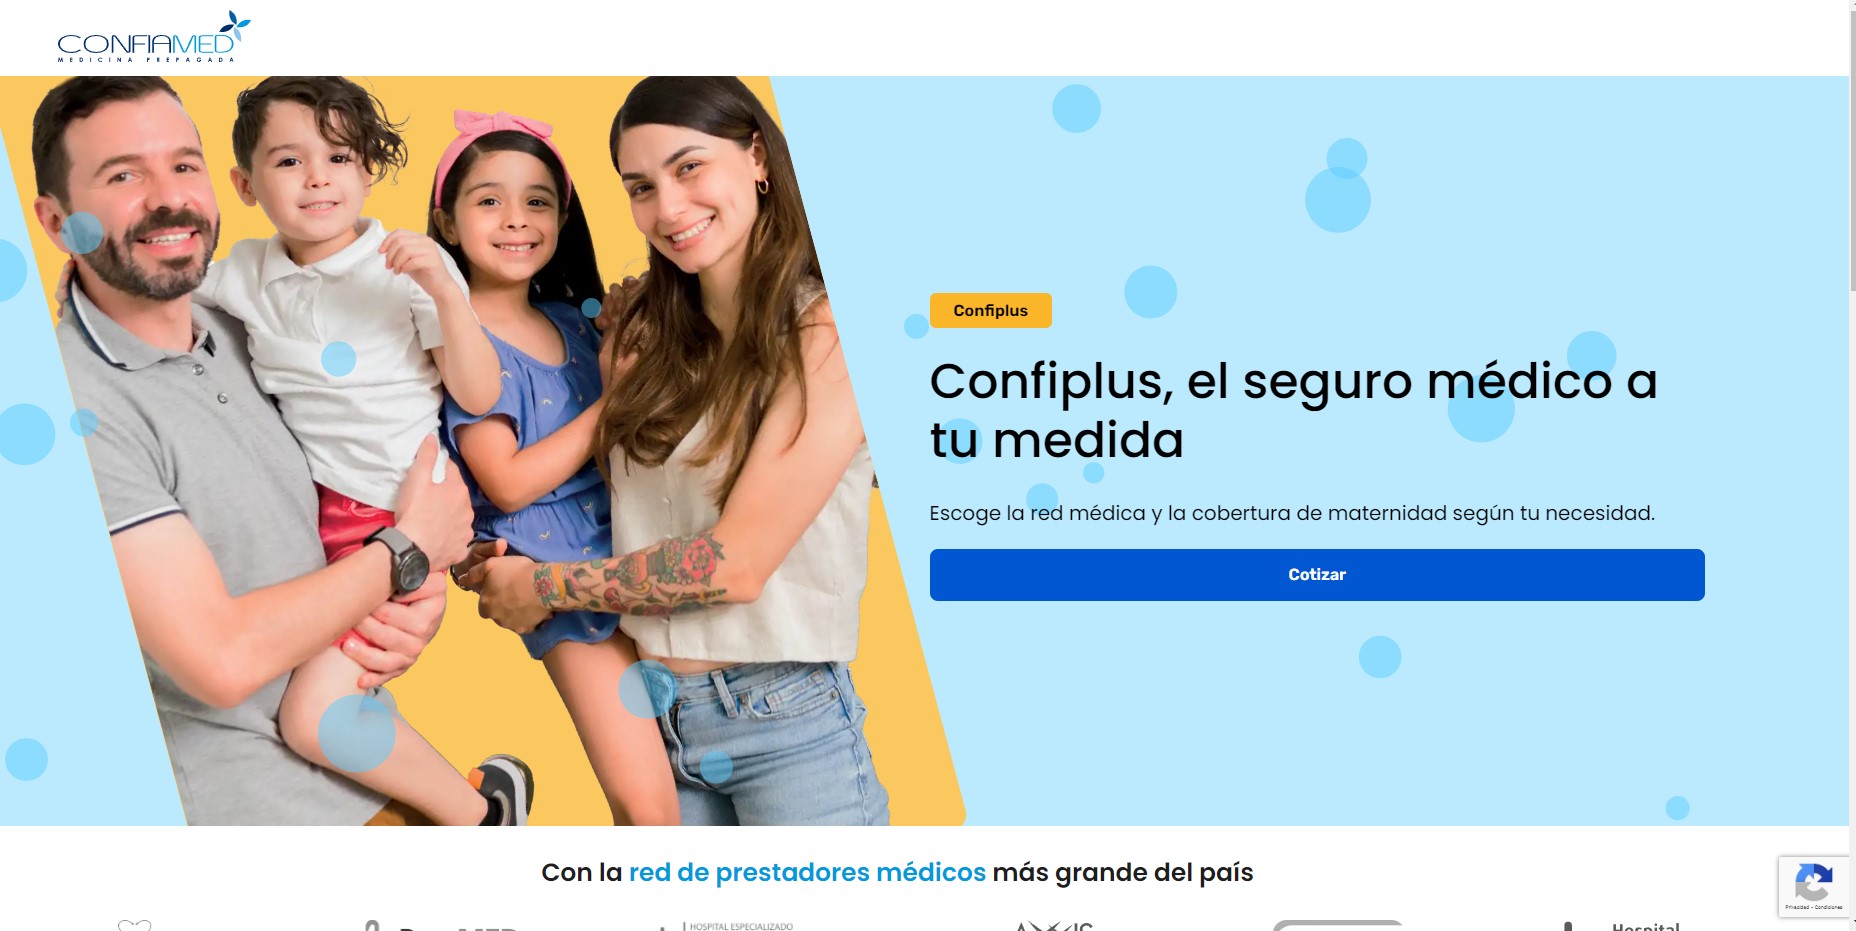 CONFIAMED
MEDICINA PREPAGADA
Confiplus
Confiplus, el seguro médico a
tu medida
Escoge la red médica y la cobertura de maternidad según tu necesidad.
Cotizar
Con la red de prestadores médicos más grande del país
HOSPITAL ESPECIALIZADO
Hospital
Privacidad - Condiciones